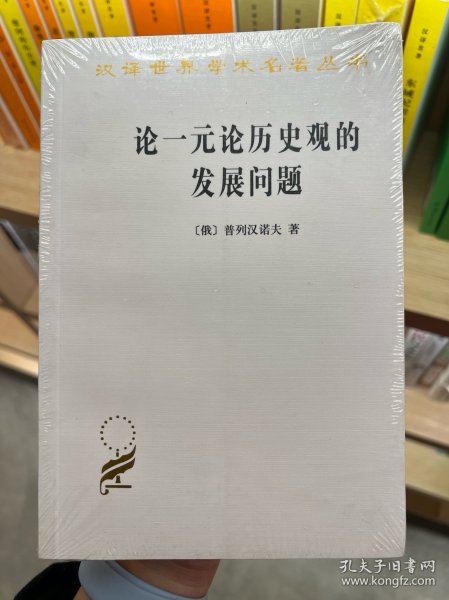 汉译世界学术名著丛书
论一元论历史观的
发展问题
〔俄〕普列汉诺夫 著
孔夫子旧书网
www.kongfz.com